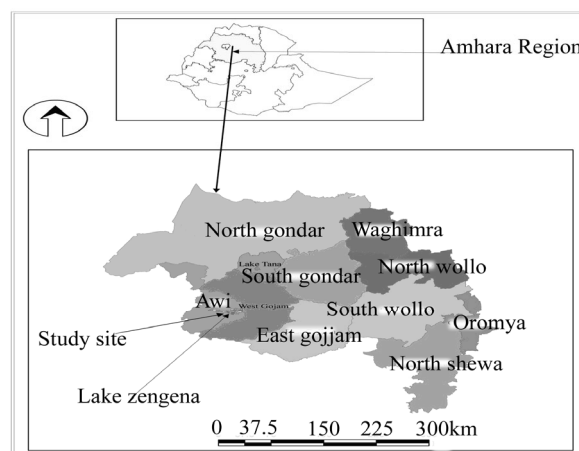 Amhara Region
North gondar
Waghimra
Lake Tana
North wollo
South gondar
Awi
West Gojam
South wollo
Study site
East gojjam
Oromya
North shewa
Lake zengena
0 37.5 150 225 300km